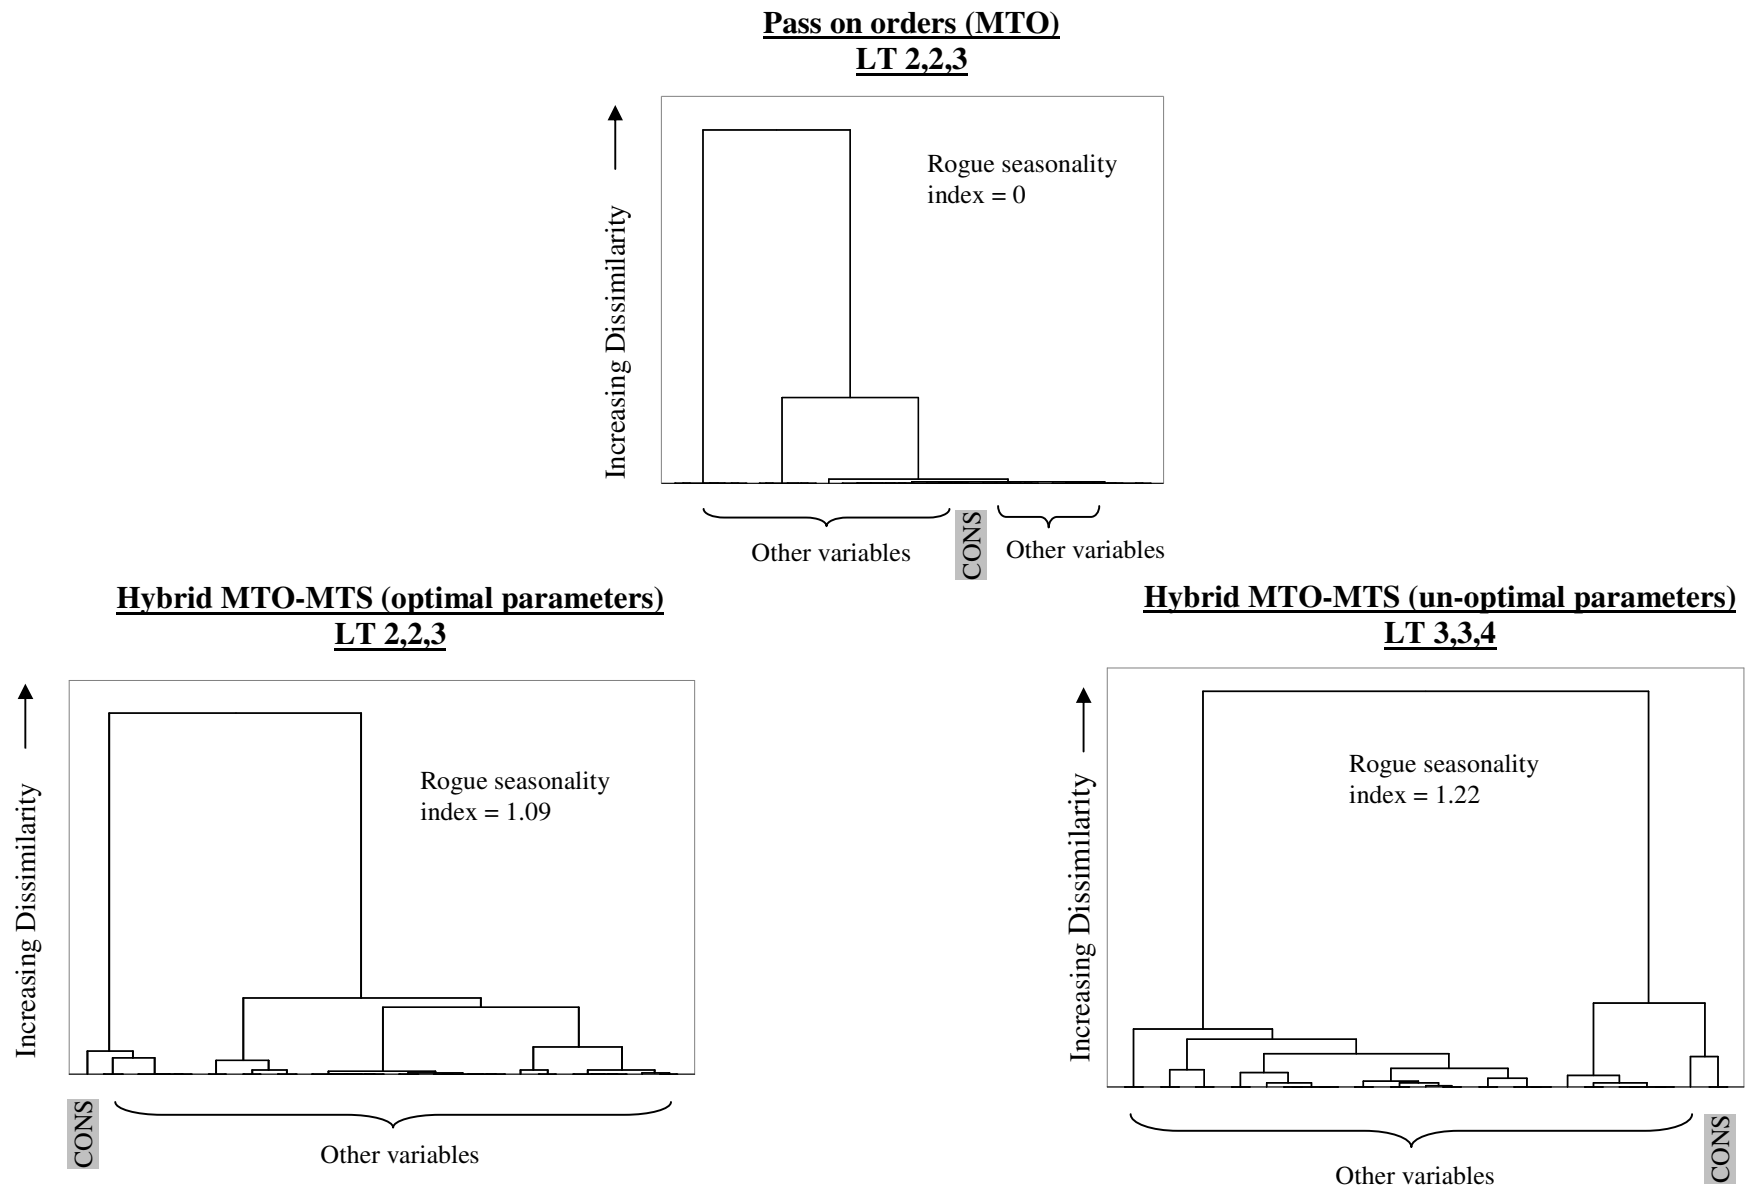 Pass on orders (MTO)
LT 2,2,3
Increasing Dissimilarity
Rogue seasonality
index = 0
Other variables
CONS
Other variables
Hybrid MTO-MTS (optimal parameters)
LT 2,2,3
Increasing Dissimilarity
Rogue seasonality
index = 1.09
CONS
Other variables
Hybrid MTO-MTS (un-optimal parameters)
LT 3,3,4
Increasing Dissimilarity
Rogue seasonality
index = 1.22
Other variables
CONS